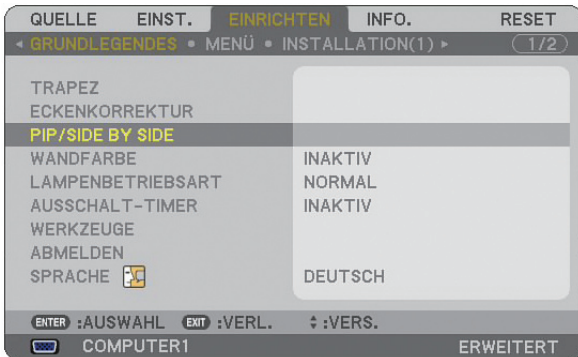 QUELLE EINST. EINRICHTEN INFO. RESET
GRUNDLEGENDES • MENÜ • INSTALLATION(1) 1/2
TRAPEZ
ECKENKORREKTUR
PIP/SIDE BY SIDE
WANDFARBE INAKTIV
LAMPENBETRIEBSART NORMAL
AUSSCHALT-TIMER INAKTIV
WERKZEUGE
ABMELDEN
SPRACHE DEUTSCH
ENTER :AUSWAHL EXIT :VERL. :VERS.
COMPUTER1 ERWEITERT